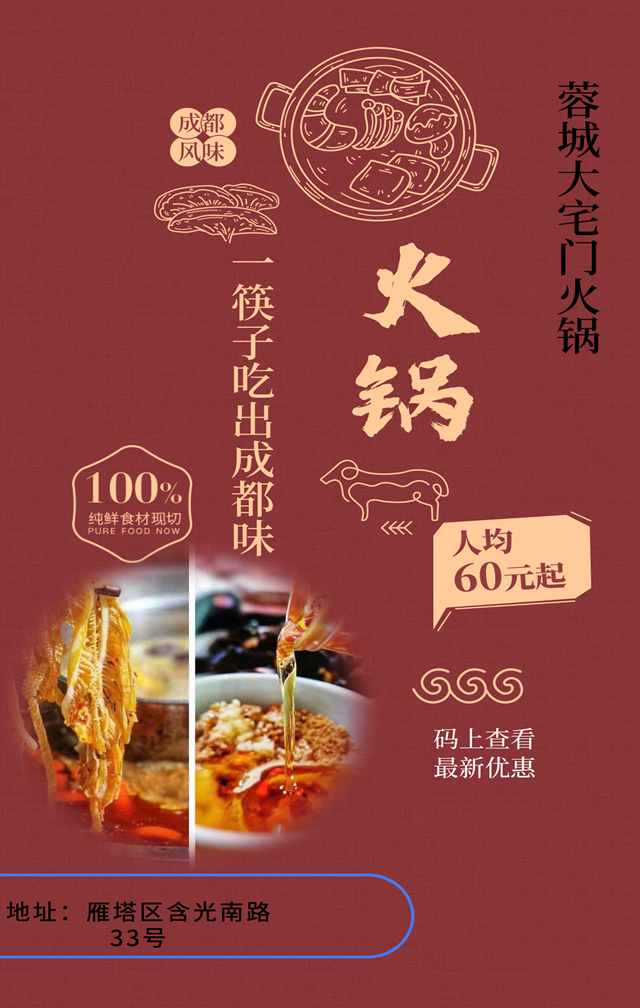 蓉城大宅门火锅
成都
风味
火锅
一筷子吃出成都味
100%
纯鲜食材现切
PURE FOOD NOW
人均
60元起
码上查看
最新优惠
地址：雁塔区含光南路
33号